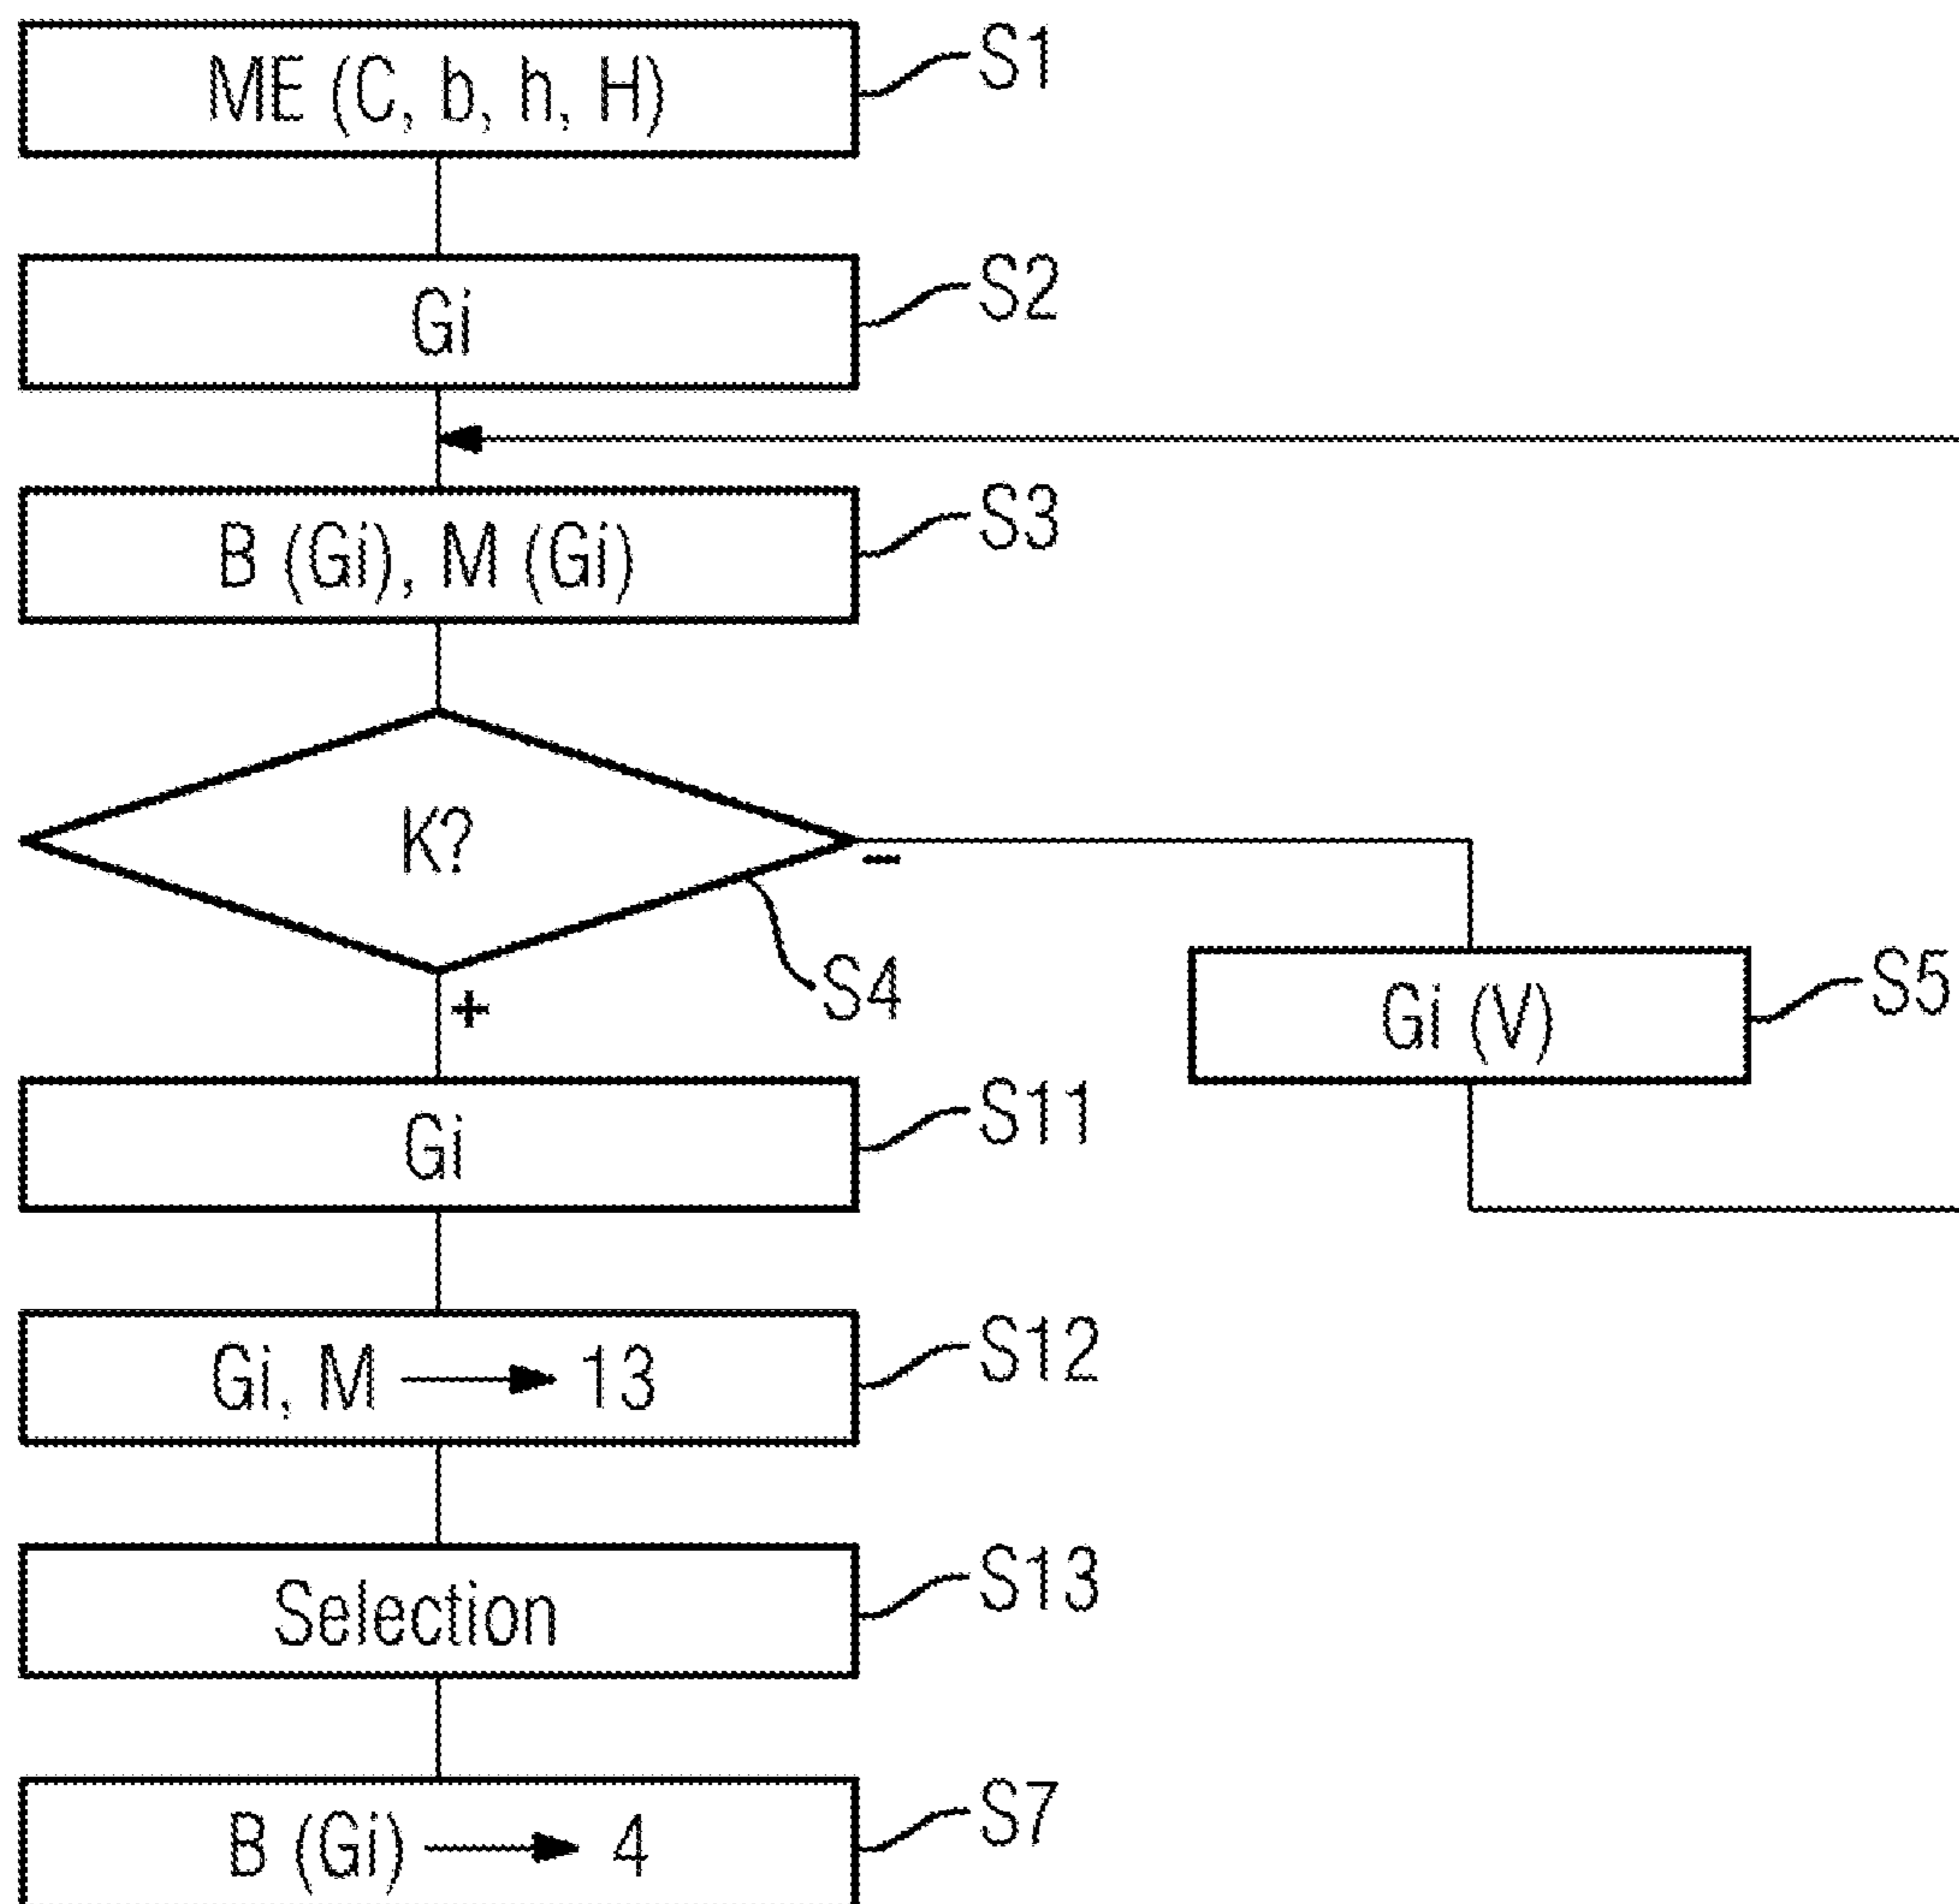 ME (C, b, h, H) S1
Gi S2
B (Gi), M (Gi) S3
K?
−
S4
+
Gi (V) S5
Gi S11
Gi, M → 13 S12
Selection S13
B (Gi) → 4 S7